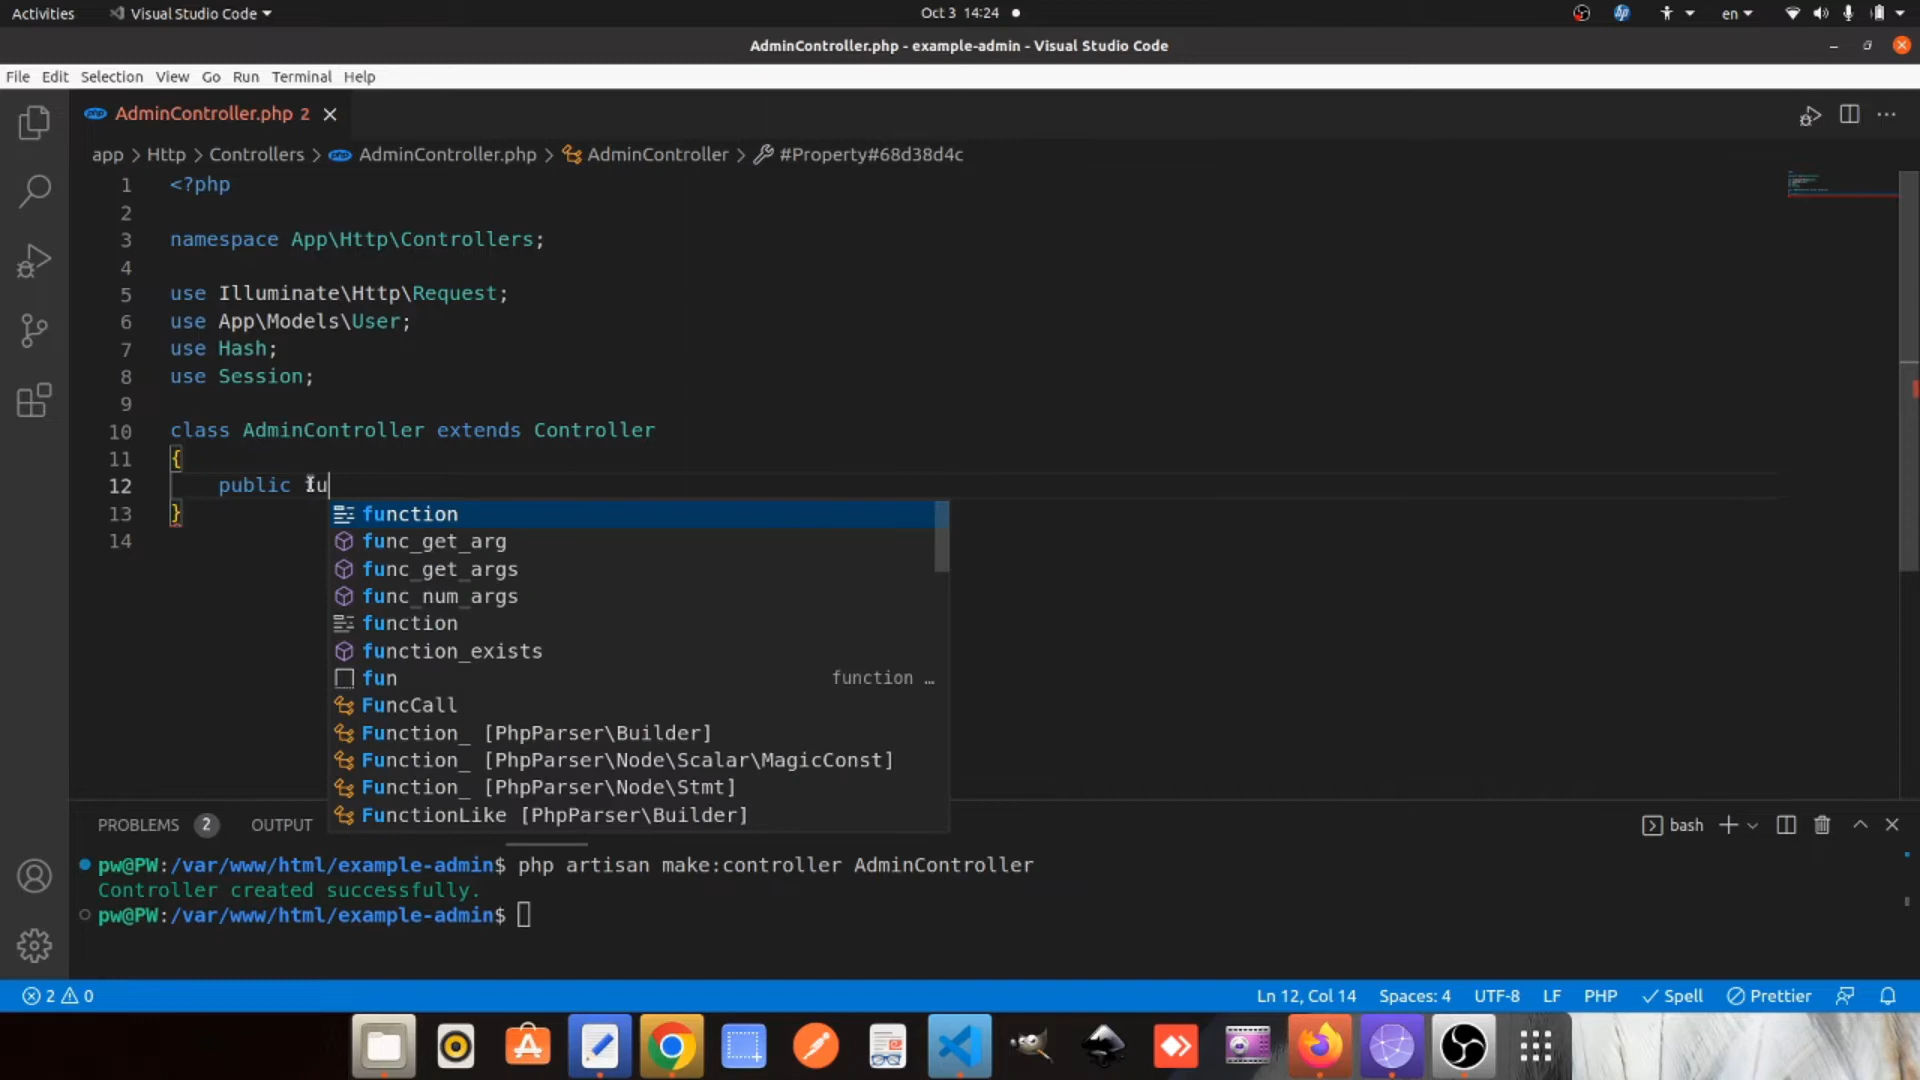 Activities Visual Studio Code Oct 3 14:24 en
AdminController.php - example-admin - Visual Studio Code
File Edit Selection View Go Run Terminal Help
php AdminController.php 2
app > Http > Controllers > php AdminController.php > AdminController > #Property#68d38d4c
1 <?php
2
3 namespace App\Http\Controllers;
4
5 use Illuminate\Http\Request;
6 use App\Models\User;
7 use Hash;
8 use Session;
9
10 class AdminController extends Controller
11 {
12 public fu
function
13 }
func_get_arg
14
func_get_args
func_num_args
function
function_exists
fun function …
FuncCall
Function_ [PhpParser\Builder]
Function_ [PhpParser\Node\Scalar\MagicConst]
Function_ [PhpParser\Node\Stmt]
FunctionLike [PhpParser\Builder]
PROBLEMS 2 OUTPUT bash
pw@PW:/var/www/html/example-admin$ php artisan make:controller AdminController
Controller created successfully.
pw@PW:/var/www/html/example-admin$
2 0 Ln 12, Col 14 Spaces: 4 UTF-8 LF PHP Spell Prettier